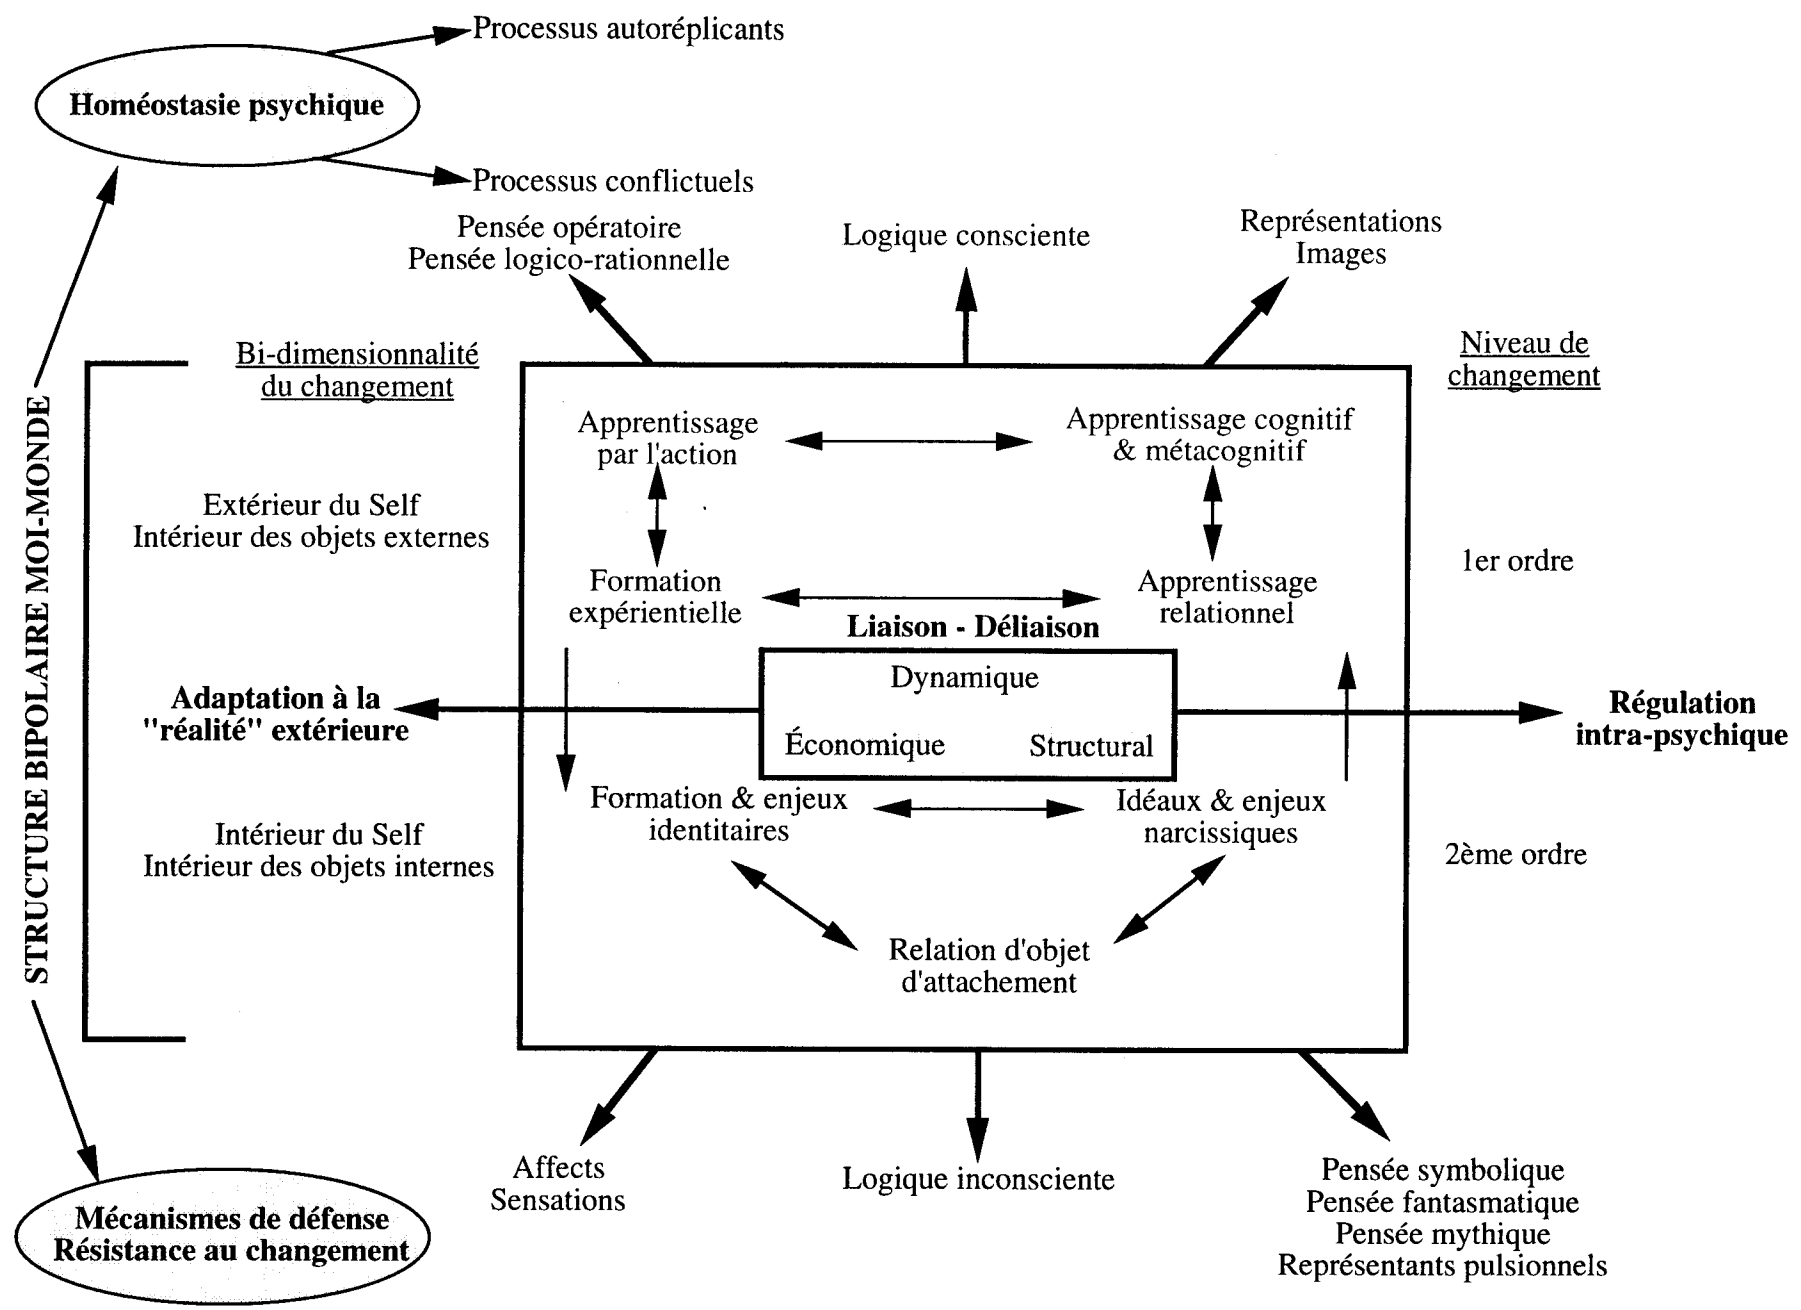 Processus autoréplicants
Homéostasie psychique
Processus conflictuels
Pensée opératoire
Pensée logico-rationnelle
Logique consciente
Représentations
Images
STRUCTURE BIPOLAIRE MOI-MONDE
Bi-dimensionnalité
du changement
Niveau de
changement
Apprentissage
par l'action
Apprentissage cognitif
& métacognitif
Extérieur du Self
Intérieur des objets externes
1er ordre
Formation
expérientielle
Apprentissage
relationnel
Liaison - Déliaison
Dynamique
Économique
Structural
Adaptation à la
"réalité" extérieure
Régulation
intra-psychique
Formation & enjeux
identitaires
Idéaux & enjeux
narcissiques
Intérieur du Self
Intérieur des objets internes
2ème ordre
Relation d'objet
d'attachement
Affects
Sensations
Logique inconsciente
Pensée symbolique
Pensée fantasmatique
Pensée mythique
Représentants pulsionnels
Mécanismes de défense
Résistance au changement